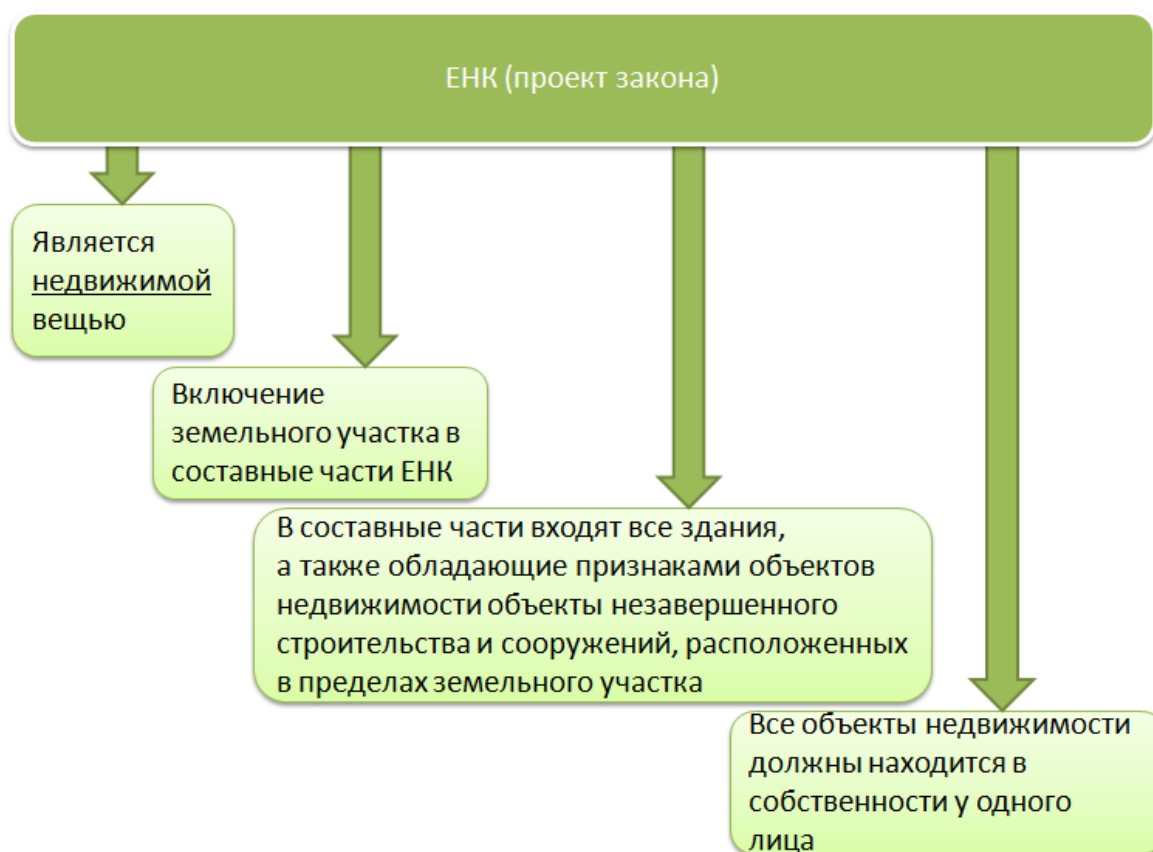 ЕНК (проект закона)
Является
недвижимой
вещью
Включение
земельного участка в
составные части ЕНК
В составные части входят все здания,
а также обладающие признаками объектов
недвижимости объекты незавершенного
строительства и сооружений, расположенных
в пределах земельного участка
Все объекты недвижимости
должны находится в
собственности у одного
лица